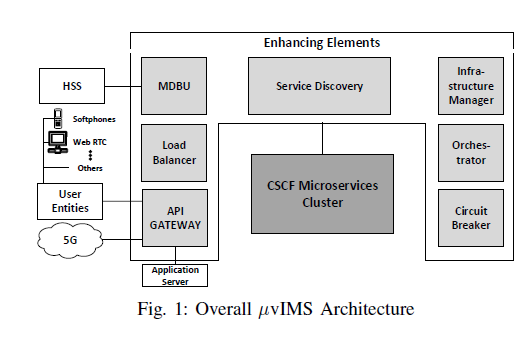 Enhancing Elements
HSS
MDBU
Service Discovery
Infra-
structure
Manager
Softphones
Web RTC
Others
Load
Balancer
Orches-
trator
CSCF Microservices
Cluster
User
Entities
API
GATEWAY
Circuit
Breaker
5G
Application
Server
Fig. 1: Overall μvIMS Architecture